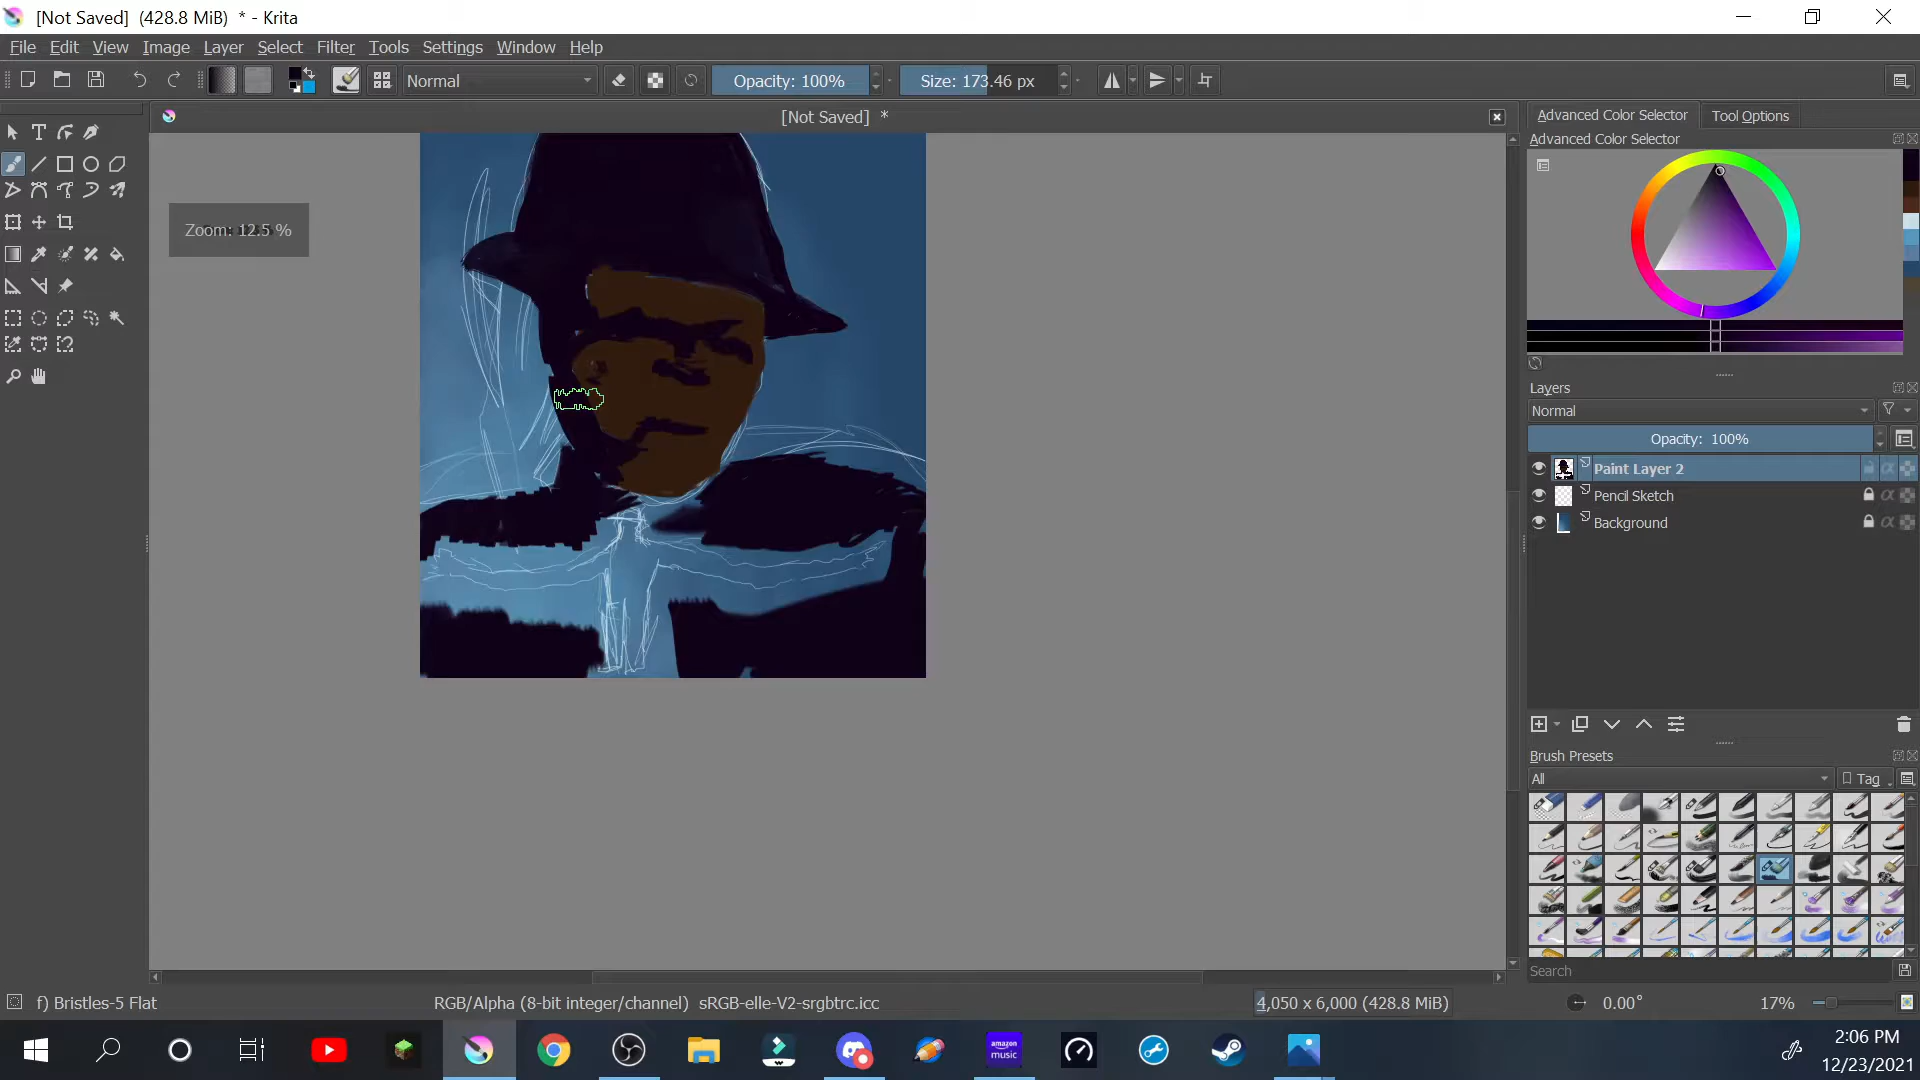 [Not Saved] (428.8 MiB) * - Krita
File Edit View Image Layer Select Filter Tools Settings Window Help
Normal
Opacity: 100%
Size: 173.46 px
[Not Saved] *
Advanced Color Selector
Tool Options
Advanced Color Selector
Zoom: 12.5 %
Layers
Normal
Opacity: 100%
Paint Layer 2
Pencil Sketch
Background
Brush Presets
All
Tag
Search
f) Bristles-5 Flat
RGB/Alpha (8-bit integer/channel) sRGB-elle-V2-srgbtrc.icc
4,050 x 6,000 (428.8 MiB)
0.00°
17%
amazon
music
2:06 PM
12/23/2021